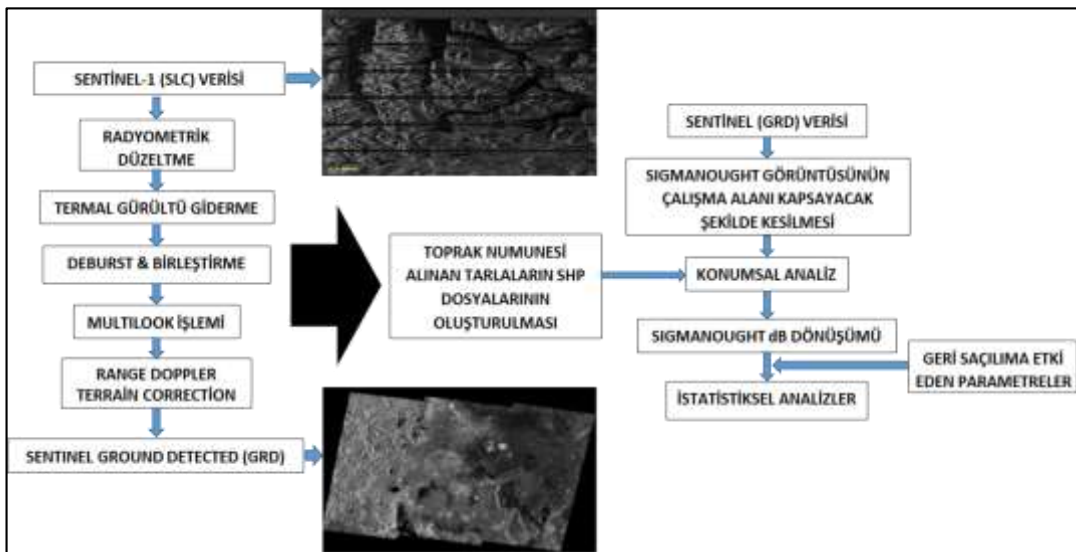 SENTİNEL-1 (SLC) VERİSİ
RADYOMETRİK
DÜZELTME
TERMAL GÜRÜLTÜ GİDERME
DEBURST & BİRLEŞTİRME
MULTILOOK İŞLEMİ
RANGE DOPPLER
TERRAİN CORRECTION
SENTINEL GROUND DETECTED (GRD)
TOPRAK NUMUNESİ
ALINAN TARLALARIN SHP
DOSYALARININ
OLUŞTURULMASI
SENTİNEL (GRD) VERİSİ
SIGMANOUGHT GÖRÜNTÜSÜNÜN
ÇALIŞMA ALANI KAPSAYACAK
ŞEKİLDE KESİLMESİ
KONUMSAL ANALİZ
SIGMANOUGHT dB DÖNÜŞÜMÜ
GERİ SAÇILIMA ETKİ
EDEN PARAMETRELER
İSTATİSTİKSEL ANALİZLER